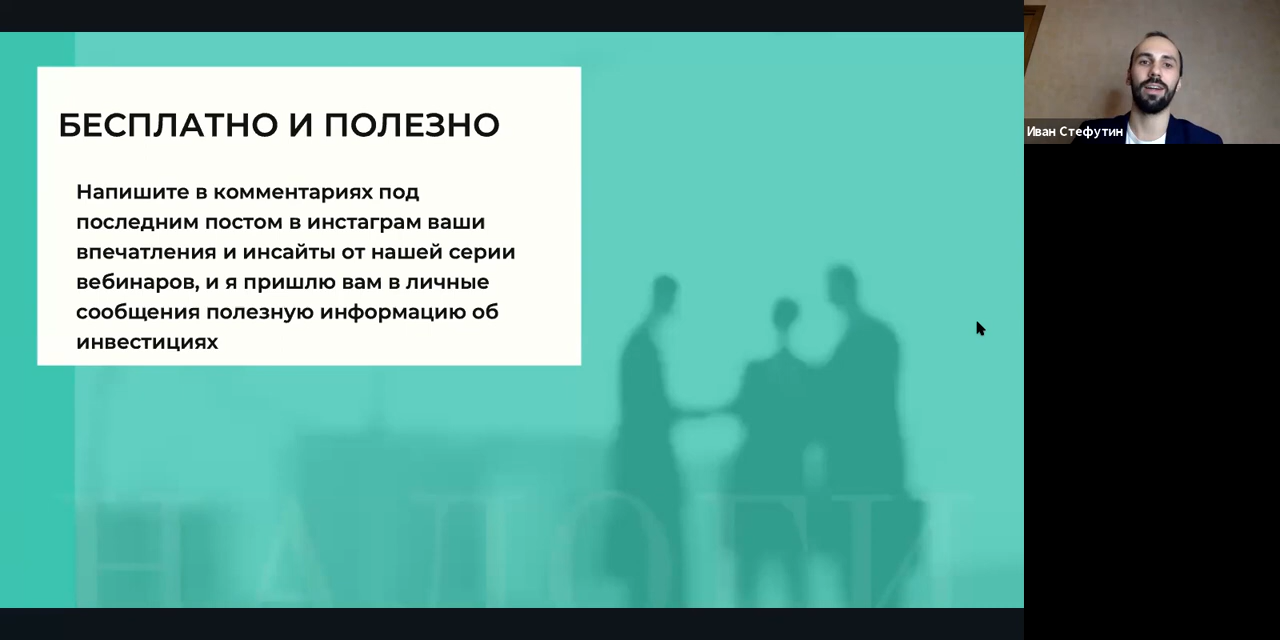 БЕСПЛАТНО И ПОЛЕЗНО
Напишите в комментариях под
последним постом в инстаграм ваши
впечатления и инсайты от нашей серии
вебинаров, и я пришлю вам в личные
сообщения полезную информацию об
инвестициях
Иван Стефутин
НАЛОГИ